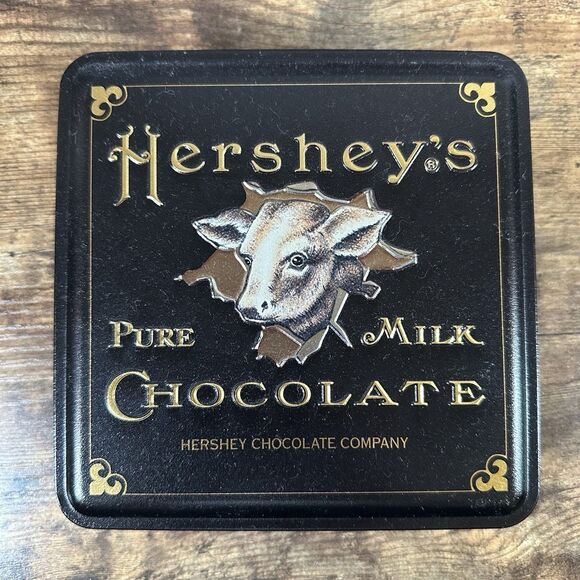 Hershey's®
Pure Milk
Chocolate
HERSHEY CHOCOLATE COMPANY